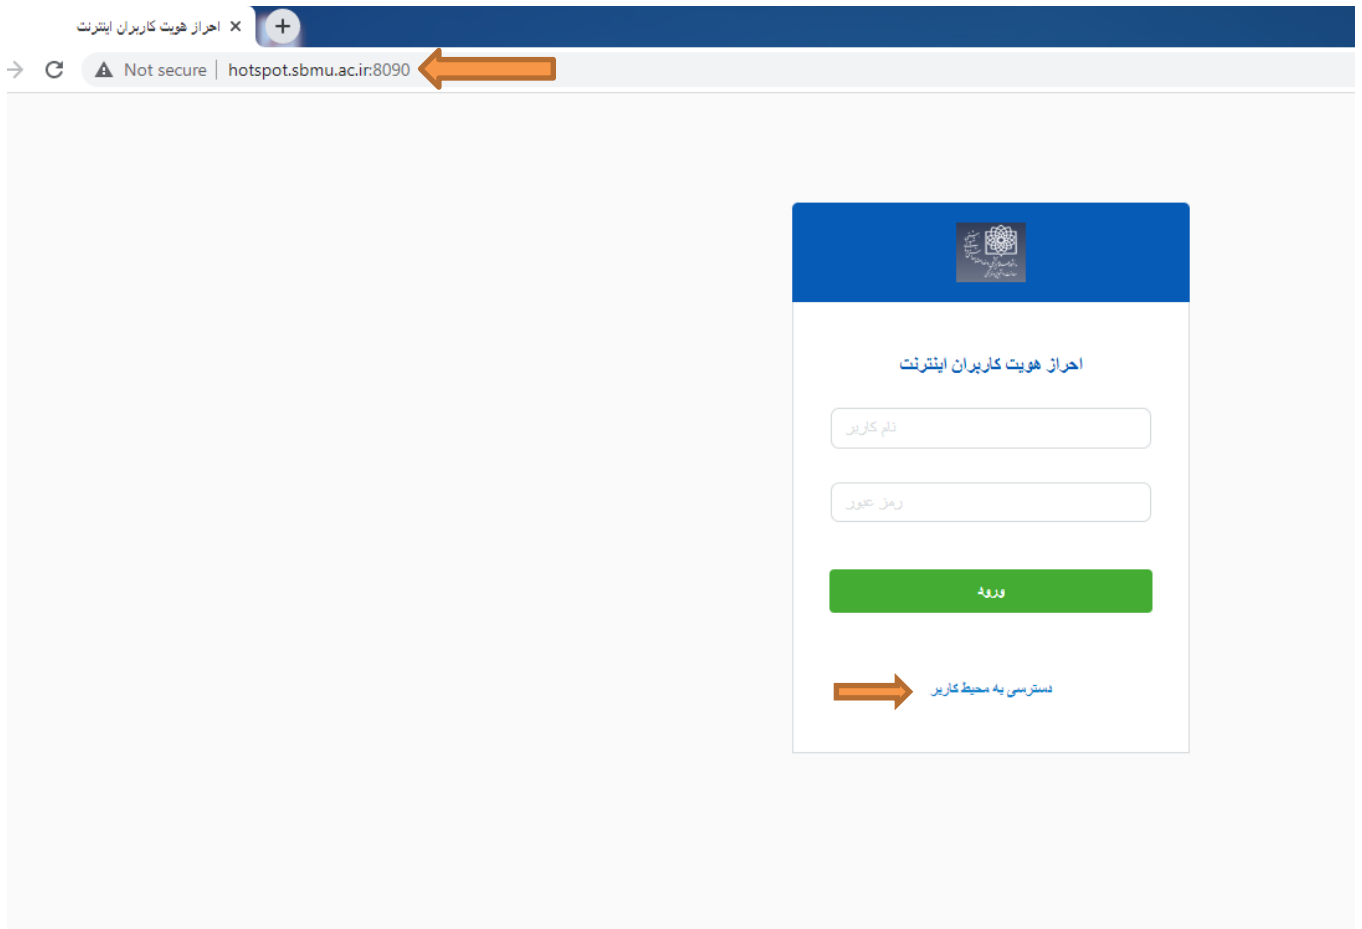 احراز هویت کاربران اینترنت
Not secure | hotspot.sbmu.ac.ir:8090
احراز هویت کاربران اینترنت
نام کاربر
رمز عبور
ورود
دسترسی به محیط کاربر